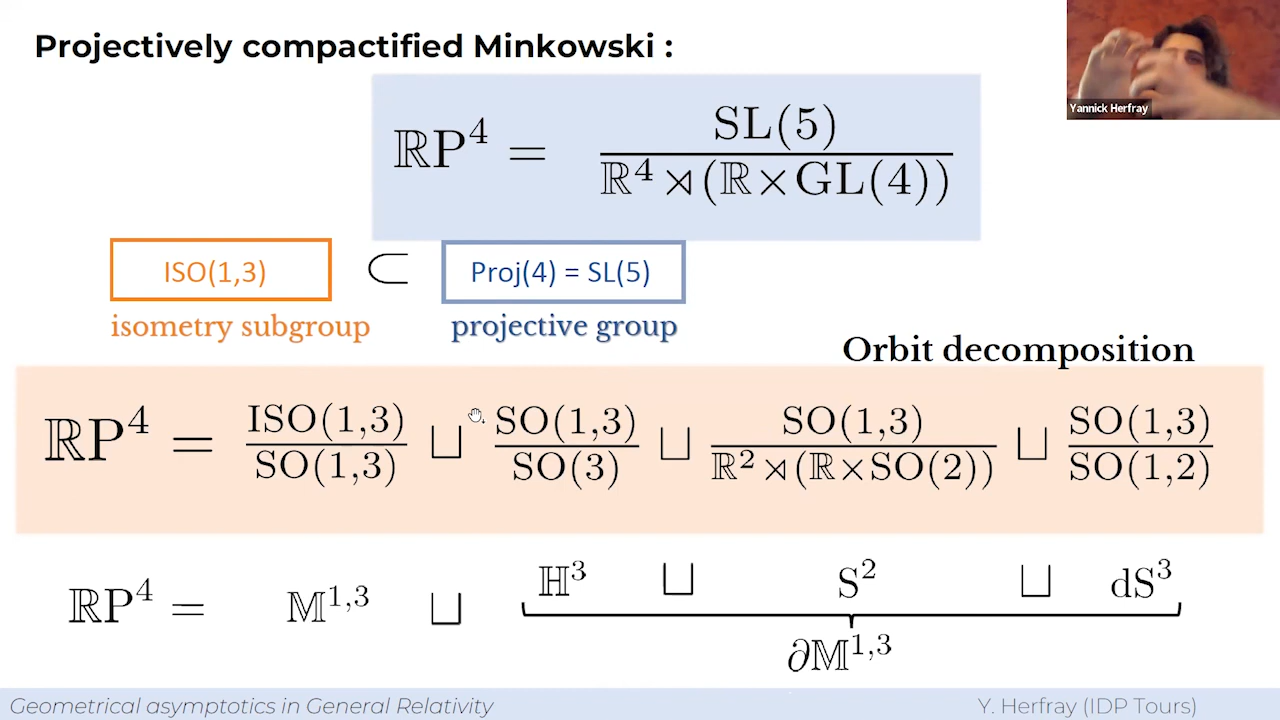 Projectively compactified Minkowski :
Yannick Herfray
ℝP⁴ = SL(5) / ℝ⁴ ⋊ (ℝ×GL(4))
ISO(1,3) ⊂ Proj(4) = SL(5)
isometry subgroup projective group
Orbit decomposition
ℝP⁴ = ISO(1,3) / SO(1,3) ⊔ SO(1,3) / SO(3) ⊔ SO(1,3) / ℝ² ⋊ (ℝ×SO(2)) ⊔ SO(1,3) / SO(1,2)
ℝP⁴ = 𝕄¹,³ ⊔ ℍ³ ⊔ S² ⊔ dS³
∂𝕄¹,³
Geometrical asymptotics in General Relativity Y. Herfray (IDP Tours)